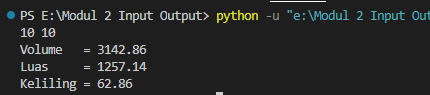 PS E:\Modul 2 Input Output> python -u "e:\Modul 2 Input Out
10 10
Volume = 3142.86
Luas = 1257.14
Keliling = 62.86